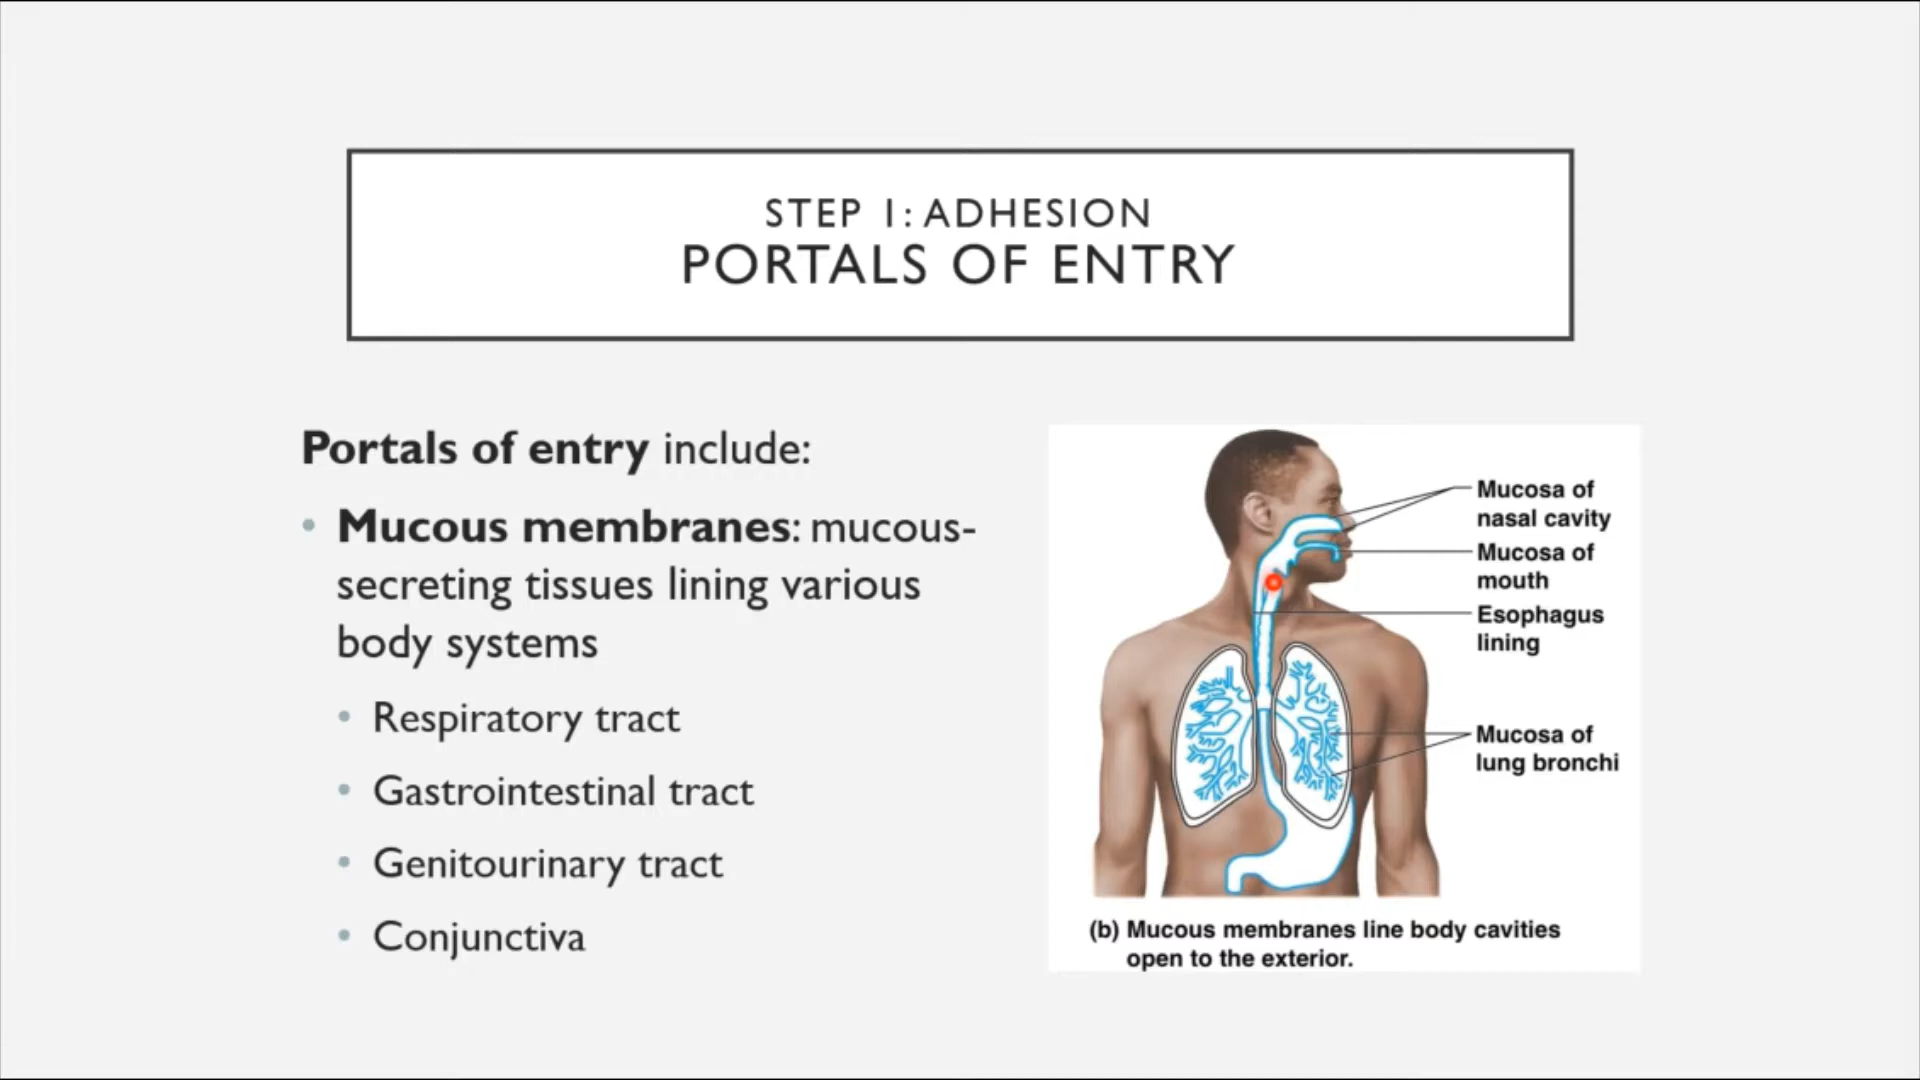 STEP 1: ADHESION
PORTALS OF ENTRY
Portals of entry include:
• Mucous membranes: mucous-
secreting tissues lining various
body systems
• Respiratory tract
• Gastrointestinal tract
• Genitourinary tract
• Conjunctiva
Mucosa of
nasal cavity
Mucosa of
mouth
Esophagus
lining
Mucosa of
lung bronchi
(b) Mucous membranes line body cavities
open to the exterior.